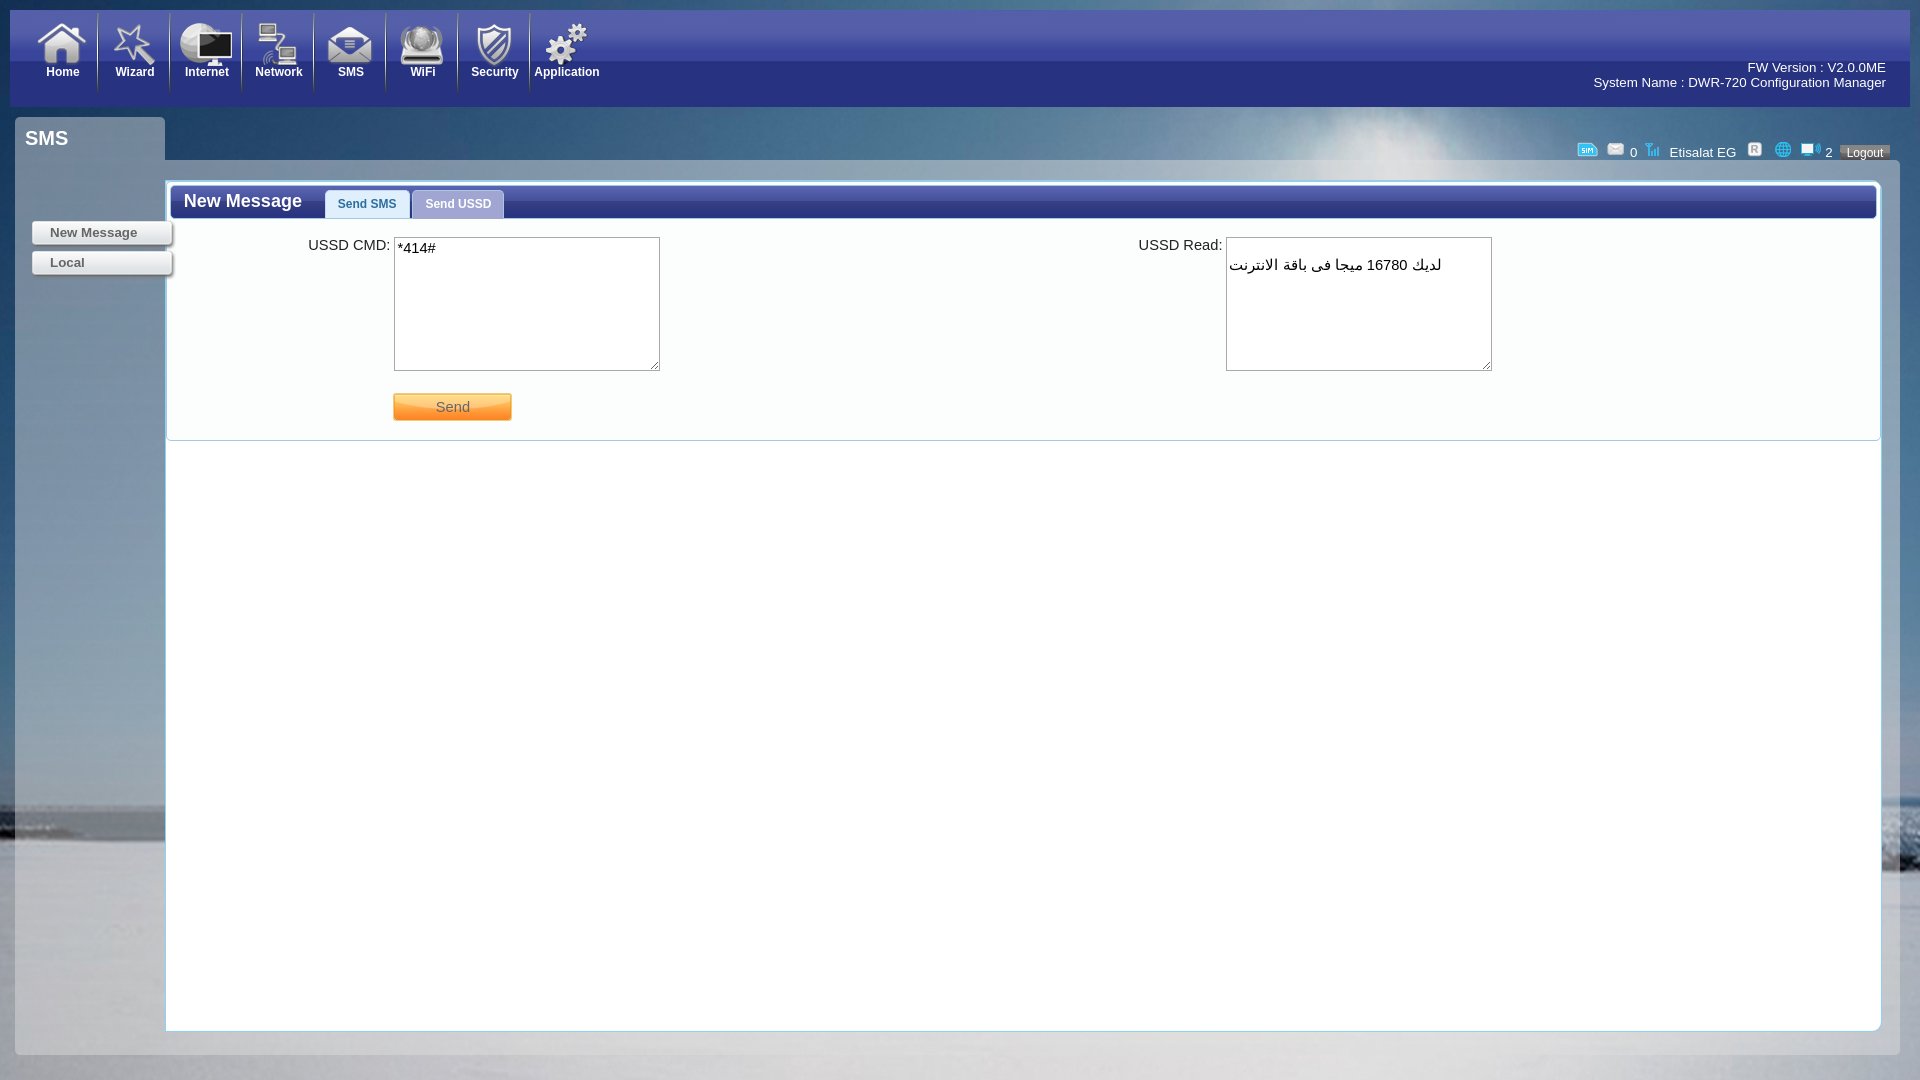 Home
Wizard
Internet
Network
SMS
WiFi
Security
Application
FW Version : V2.0.0ME
System Name : DWR-720 Configuration Manager
SMS
SIM
0
Etisalat EG
R
2
Logout
New Message
Send SMS
Send USSD
New Message
Local
USSD CMD:
*414#
USSD Read:
لديك 16780 ميجا فى باقة الانترنت
Send